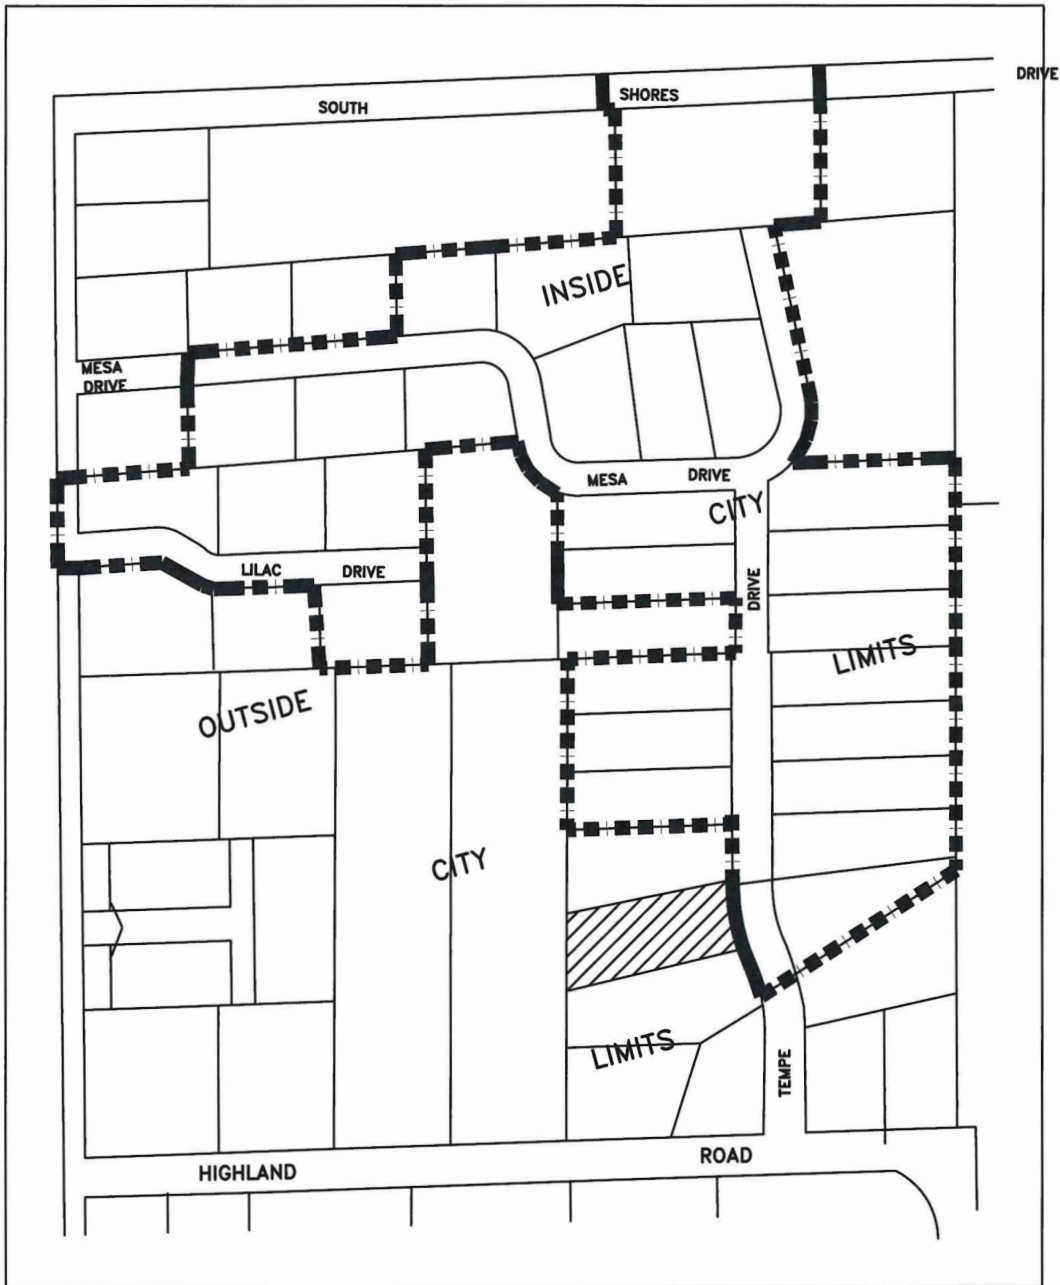 DRIVE
SOUTH
SHORES
INSIDE
MESA
DRIVE
MESA
DRIVE
CITY
LILAC
DRIVE
DRIVE
LIMITS
OUTSIDE
CITY
LIMITS
TEMPE
HIGHLAND
ROAD